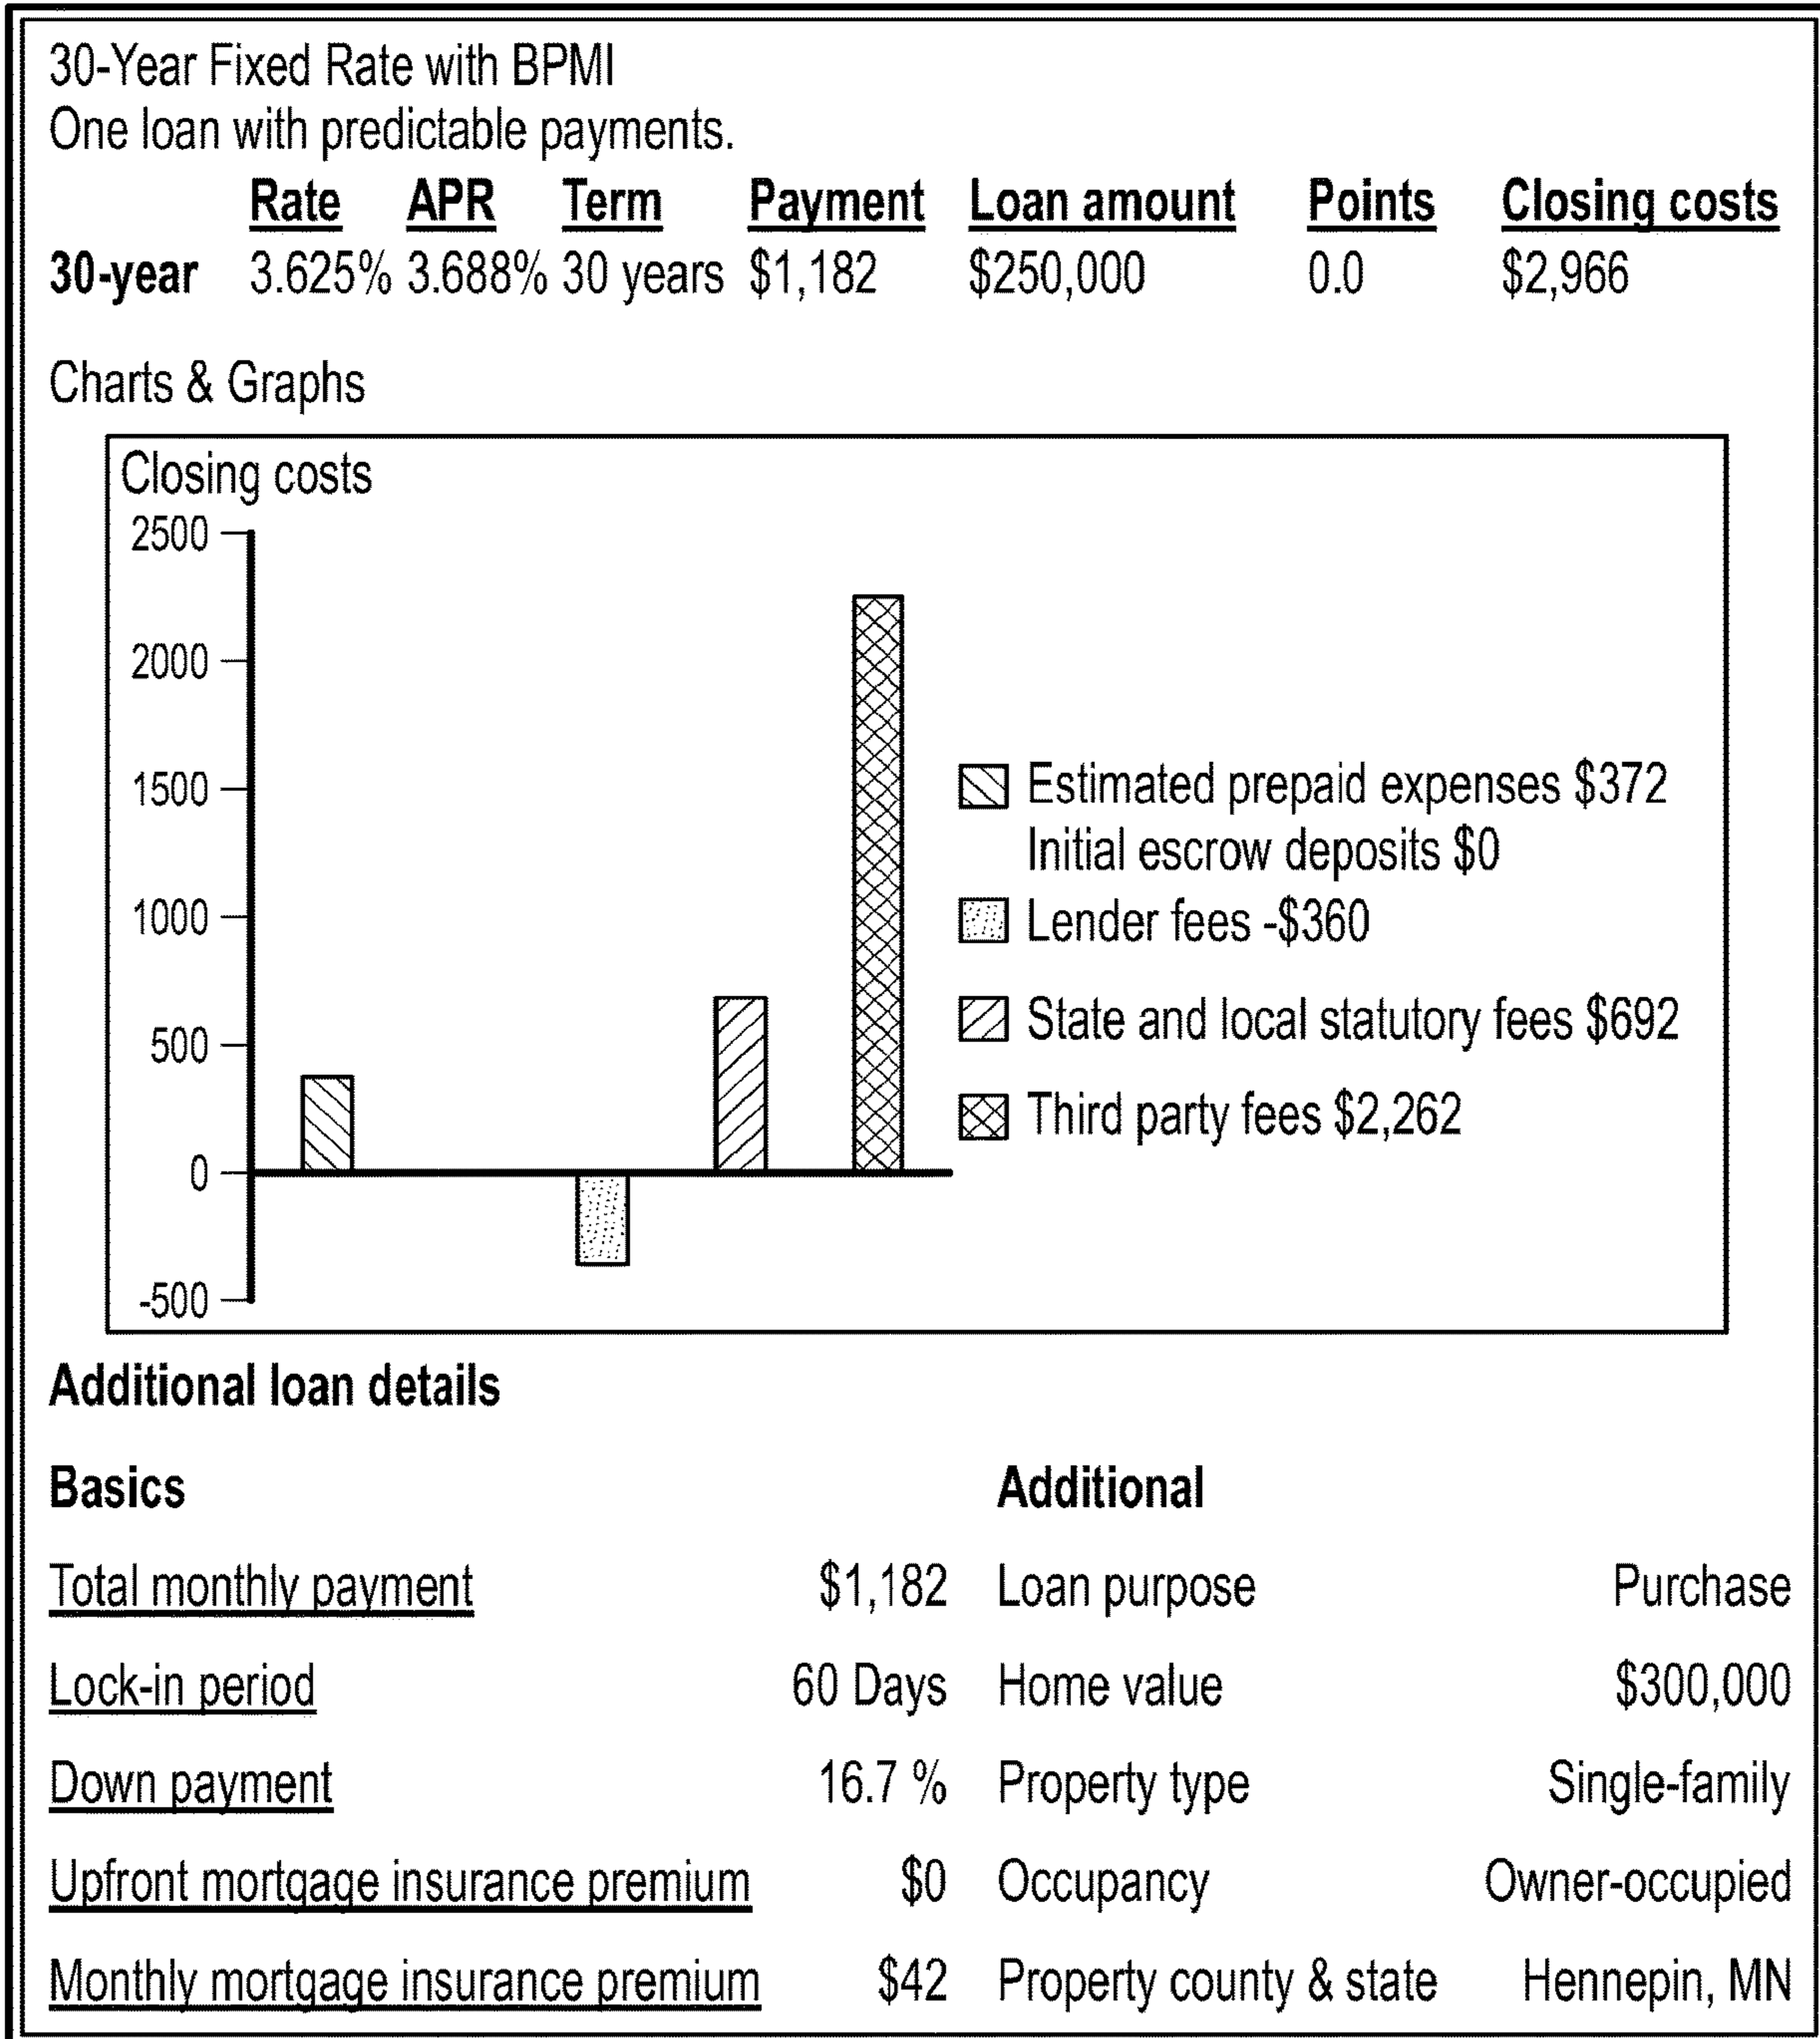 30-Year Fixed Rate with BPMI
One loan with predictable payments.
Rate APR Term Payment Loan amount Points Closing costs
30-year 3.625% 3.688% 30 years $1,182 $250,000 0.0 $2,966
Charts & Graphs
Closing costs
2500
2000
1500
1000
500
0
-500
Estimated prepaid expenses $372
Initial escrow deposits $0
Lender fees -$360
State and local statutory fees $692
Third party fees $2,262
Additional loan details
Basics Additional
Total monthly payment $1,182 Loan purpose Purchase
Lock-in period 60 Days Home value $300,000
Down payment 16.7 % Property type Single-family
Upfront mortgage insurance premium $0 Occupancy Owner-occupied
Monthly mortgage insurance premium $42 Property county & state Hennepin, MN